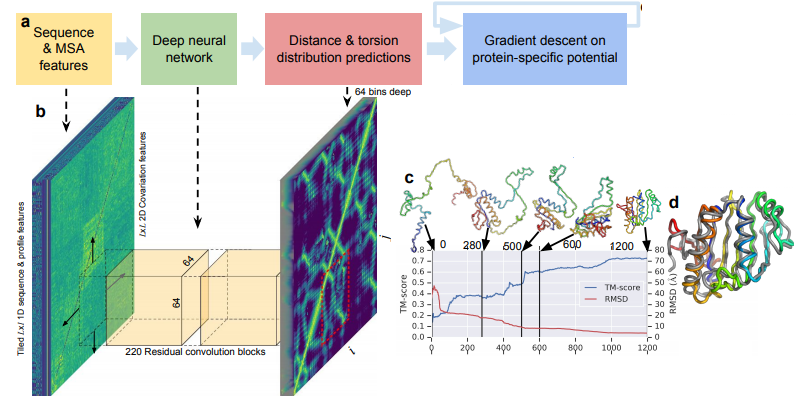 a
Sequence
& MSA
features
Deep neural
network
Distance & torsion
distribution predictions
Gradient descent on
protein-specific potential
b
64 bins deep
Tiled L×1 1D sequence & profile features
L×L 2D Covariation features
64
64
220 Residual convolution blocks
j
i
c
0 280 500 600 1200
TM-score
0.8
0.7
0.6
0.5
0.4
0.3
0.2
0.1
0.0
TM-score
RMSD
80
70
60
50
40
30
20
10
0
RMSD (Å)
0 200 400 600 800 1000 1200
d